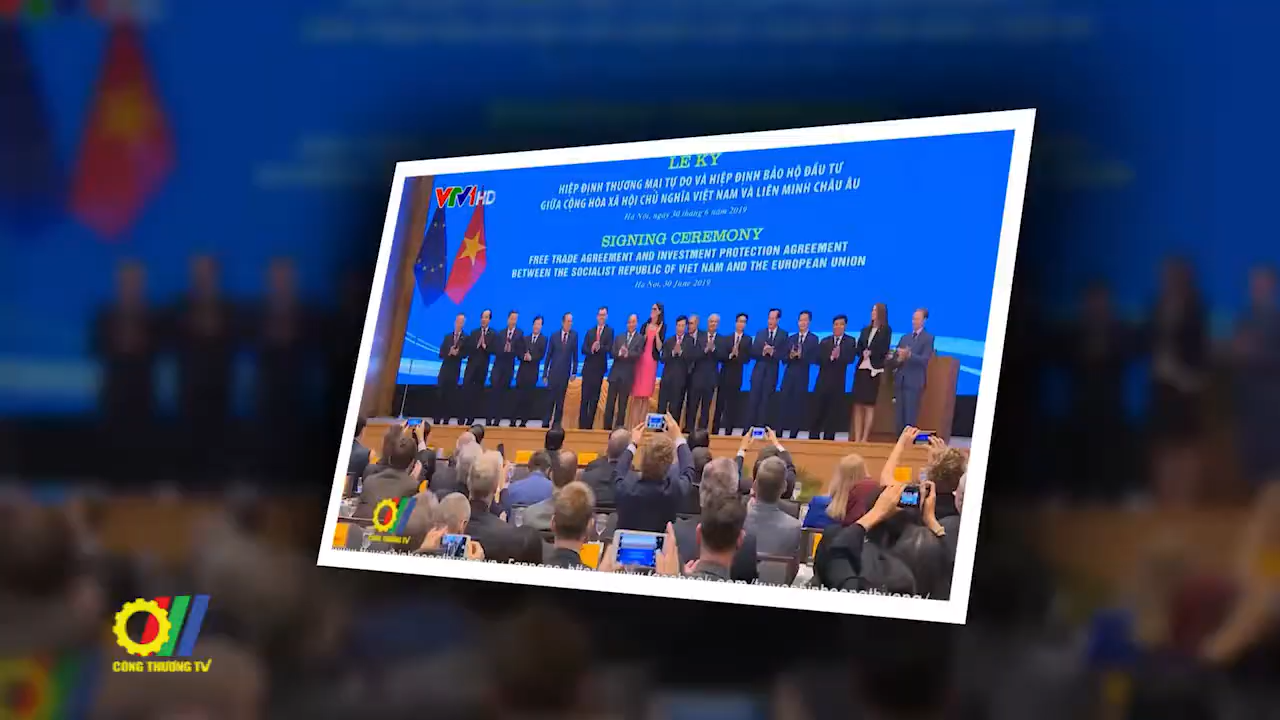 LỄ KÝ
HIỆP ĐỊNH THƯƠNG MẠI TỰ DO VÀ HIỆP ĐỊNH BẢO HỘ ĐẦU TƯ
GIỮA CỘNG HÒA XÃ HỘI CHỦ NGHĨA VIỆT NAM VÀ LIÊN MINH CHÂU ÂU
Hà Nội, ngày 30 tháng 6 năm 2019
VTV1 HD
SIGNING CEREMONY
FREE TRADE AGREEMENT AND INVESTMENT PROTECTION AGREEMENT
BETWEEN THE SOCIALIST REPUBLIC OF VIET NAM AND THE EUROPEAN UNION
Ha Noi, 30 June 2019
CÔNG THƯƠNG TV
CÔNG THƯƠNG TV